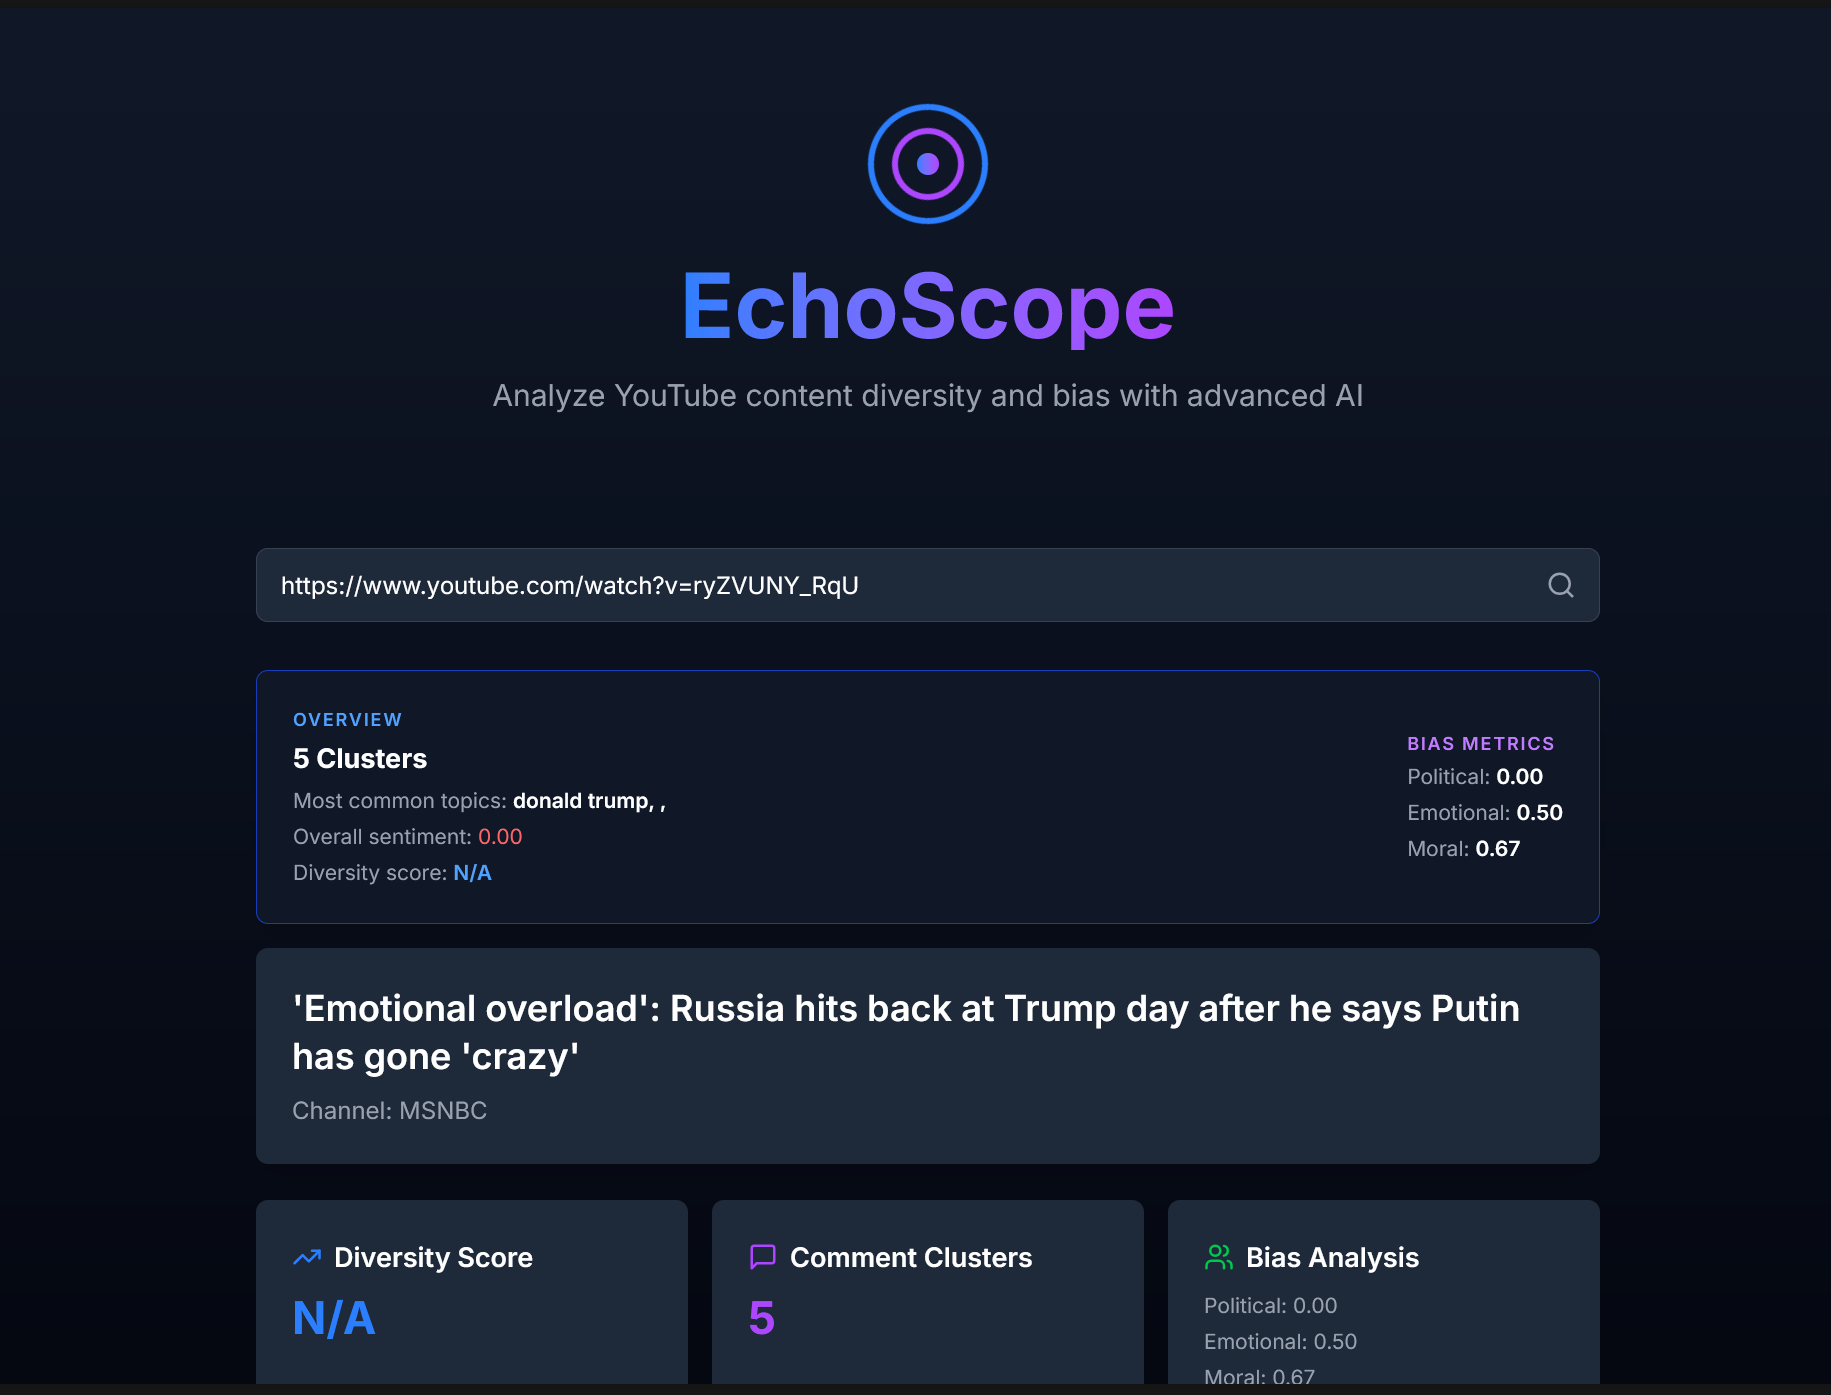 EchoScope
Analyze YouTube content diversity and bias with advanced AI
https://www.youtube.com/watch?v=ryZVUNY_RqU
OVERVIEW
5 Clusters
Most common topics: donald trump, ,
Overall sentiment: 0.00
Diversity score: N/A
BIAS METRICS
Political: 0.00
Emotional: 0.50
Moral: 0.67
'Emotional overload': Russia hits back at Trump day after he says Putin
has gone 'crazy'
Channel: MSNBC
Diversity Score
N/A
Comment Clusters
5
Bias Analysis
Political: 0.00
Emotional: 0.50
Moral: 0.67